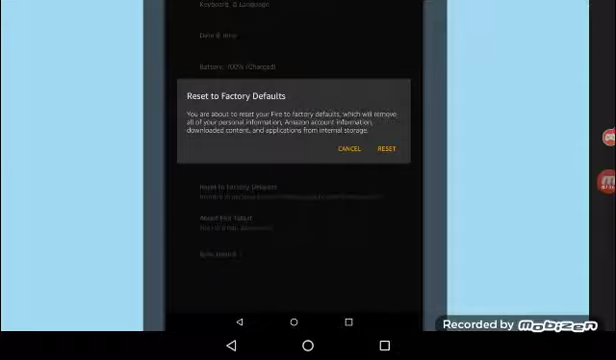 Keyboard & Language
Date & time
Battery: 100% (Charged)
Reset to Factory Defaults
You are about to reset your Fire to factory defaults, which will remove
all of your personal information, Amazon account information,
downloaded content, and applications from internal storage.
CANCEL
RESET
Reset to Factory Defaults
About Fire Tablet
Recorded by
MOBIZEN